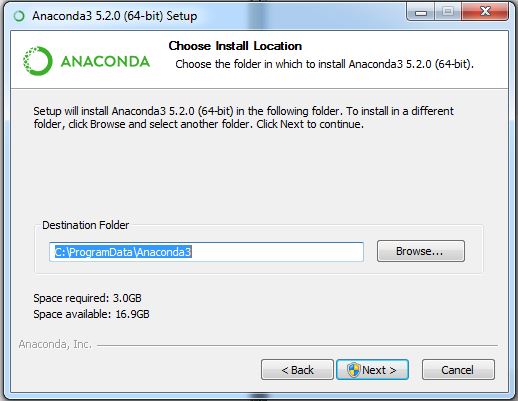 Anaconda3 5.2.0 (64-bit) Setup
Choose Install Location
Choose the folder in which to install Anaconda3 5.2.0 (64-bit).
ANACONDA
Setup will install Anaconda3 5.2.0 (64-bit) in the following folder. To install in a different
folder, click Browse and select another folder. Click Next to continue.
Destination Folder
C:\ProgramData\Anaconda3
Browse...
Space required: 3.0GB
Space available: 16.9GB
Anaconda, Inc.
< Back
Next >
Cancel